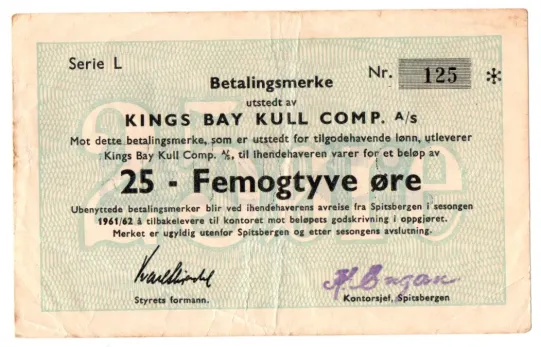 Serie L
Nr. 125 *
Betalingsmerke
utstedt av
KINGS BAY KULL COMP. A/s
Mot dette betalingsmerke, som er utstedt for tilgodehavende lønn, utleverer
Kings Bay Kull Comp. A/S, til ihendehaveren varer for et beløp av
25 - Femogtyve øre
Ubenyttede betalingsmerker blir ved ihendehaverens avreise fra Spitsbergen i sesongen
1961/62 å tilbakelevere til kontoret mot beløpets godskrivning i oppgjøret.
Merket er ugyldig utenfor Spitsbergen og etter sesongens avslutning.
Styrets formann.
Kontorsjef, Spitsbergen